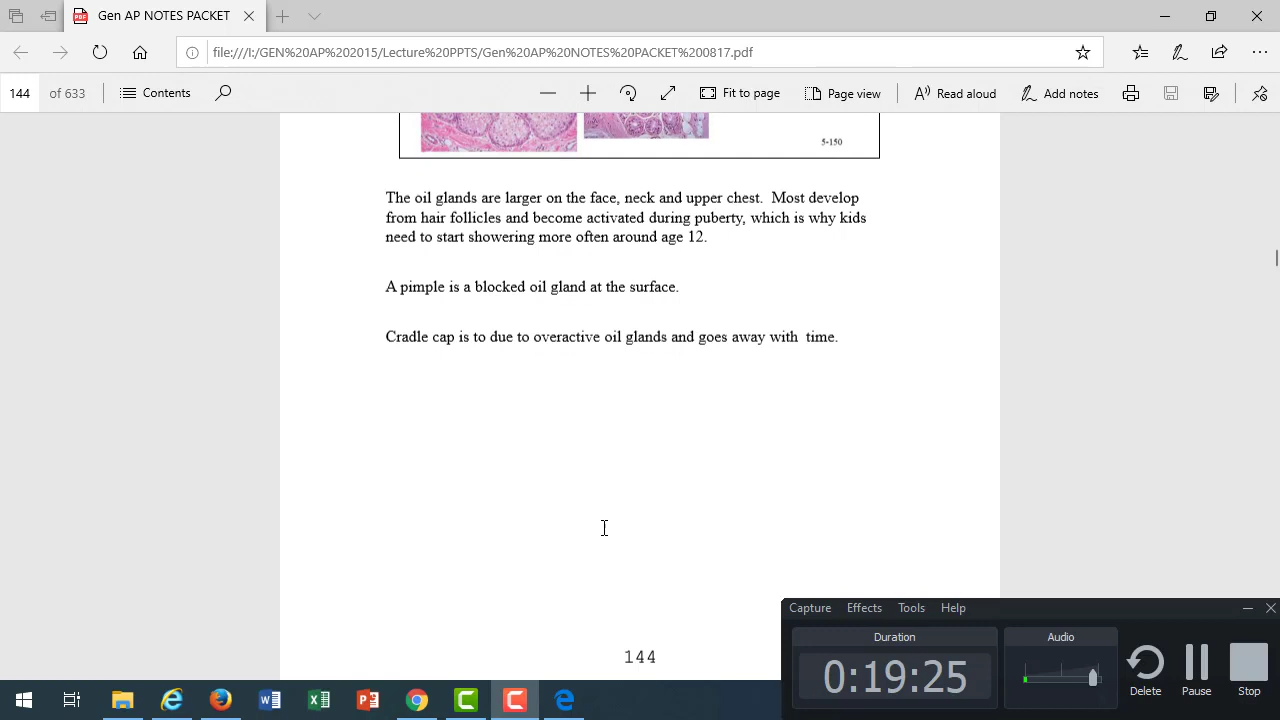 Gen AP NOTES PACKET
file:///I:/GEN%20AP%202015/Lecture%20PPTS/Gen%20AP%20NOTES%20PACKET%200817.pdf
144 of 633 Contents Fit to page Page view Read aloud Add notes
5-150
The oil glands are larger on the face, neck and upper chest.  Most develop
from hair follicles and become activated during puberty, which is why kids
need to start showering more often around age 12.
A pimple is a blocked oil gland at the surface.
Cradle cap is to due to overactive oil glands and goes away with  time.
144
Capture Effects Tools Help
Duration Audio
0:19:25
Delete Pause Stop